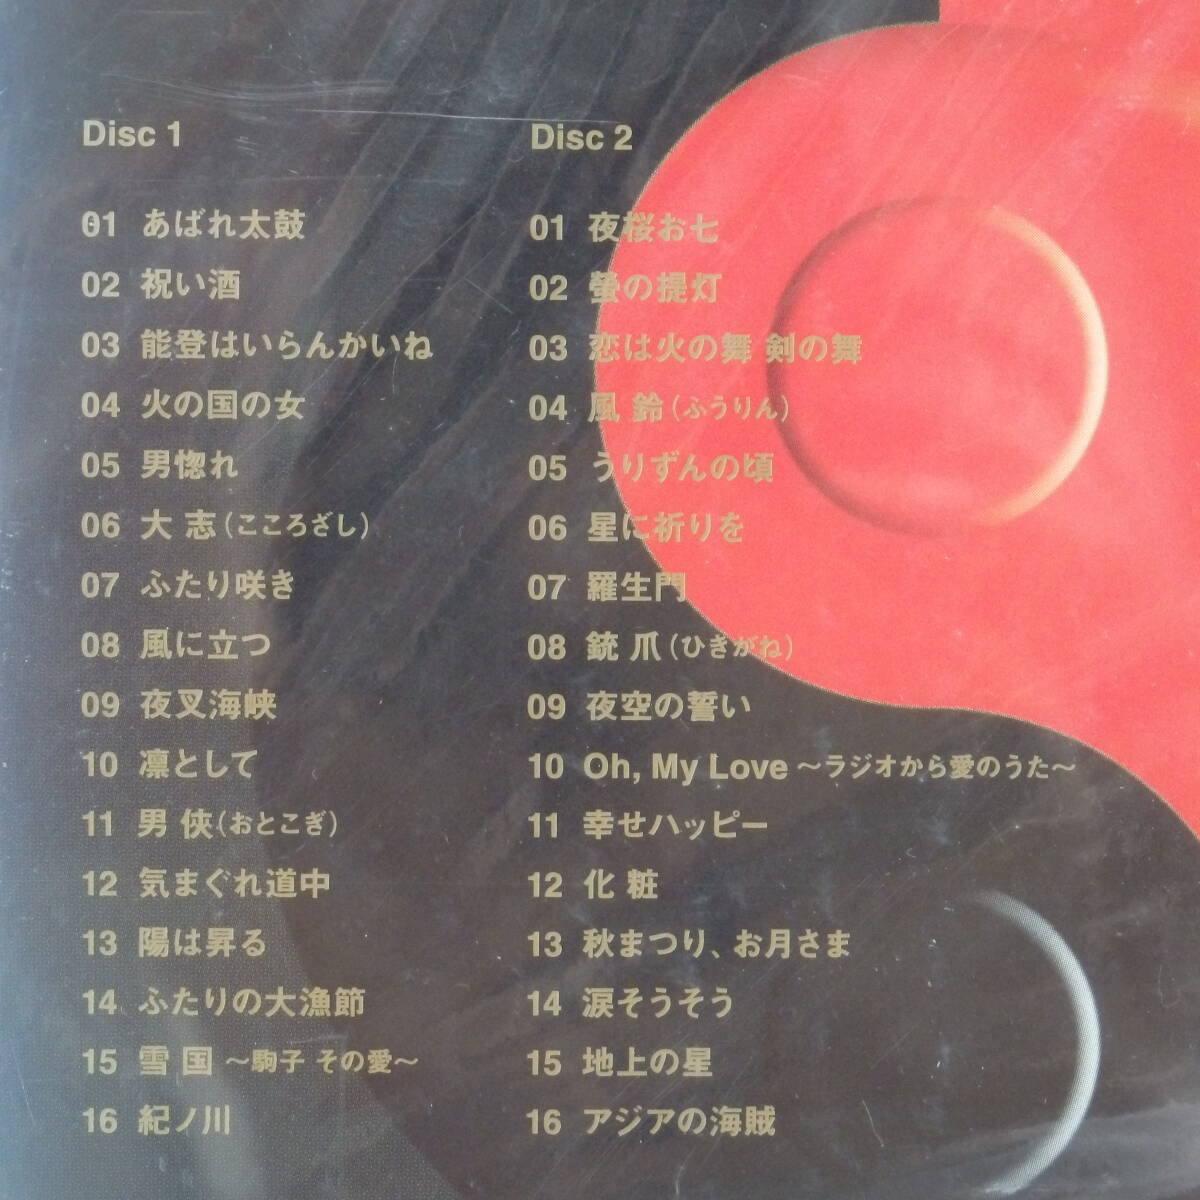 Disc 1
01 あばれ太鼓
02 祝い酒
03 能登はいらんかいね
04 火の国の女
05 男惚れ
06 大 志(こころざし)
07 ふたり咲き
08 風に立つ
09 夜叉海峡
10 凛として
11 男 侠(おとこぎ)
12 気まぐれ道中
13 陽は昇る
14 ふたりの大漁節
15 雪 国 〜駒子 その愛〜
16 紀ノ川
Disc 2
01 夜桜お七
02 螢の提灯
03 恋は火の舞 剣の舞
04 風 鈴(ふうりん)
05 うりずんの頃
06 星に祈りを
07 羅生門
08 銃 爪(ひきがね)
09 夜空の誓い
10 Oh, My Love 〜ラジオから愛のうた〜
11 幸せハッピー
12 化 粧
13 秋まつり、お月さま
14 涙そうそう
15 地上の星
16 アジアの海賊